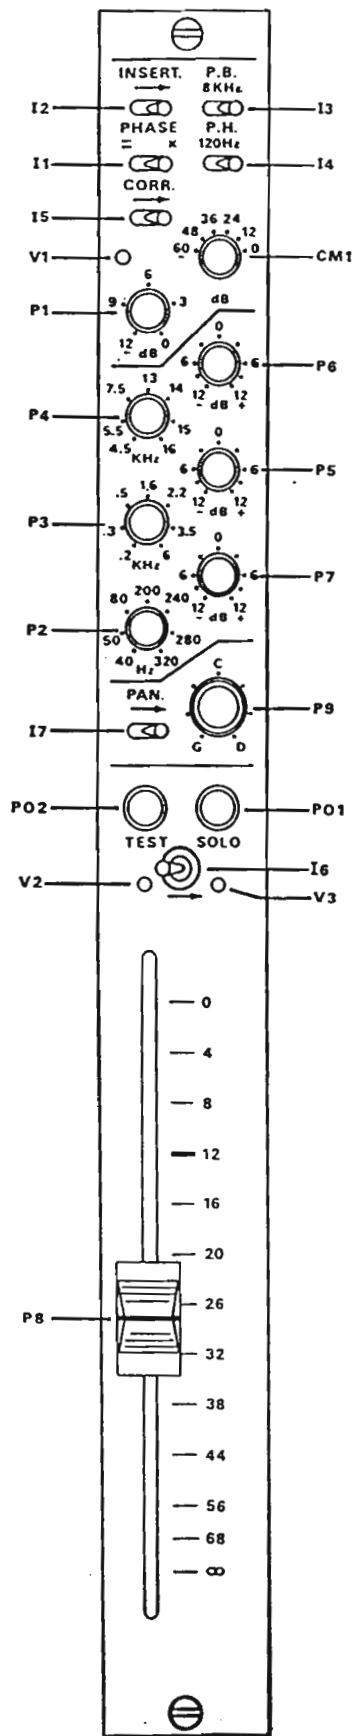 INSERT. P.B.
8KHz
I2 I3
PHASE P.H.
= × 120Hz
I1 I4
CORR.
I5
36 24
48 12
60 - 0
V1 CM1
6
9 3
P1
12 0
- dB
dB
0
6 6
P6
12 12
- dB +
13
7.5 14
P4
5.5 15
4.5 16
KHz
0
6 6
P5
12 12
- dB +
1.6
.5 2.2
P3
.3 3.5
.2 6
KHz
0
6 6
P7
12 12
- dB +
200
80 240
P2
50 280
40 320
Hz
PAN.
C
P9
I7
G D
PO2 PO1
TEST SOLO
I6
V2 V3
0
4
8
12
16
20
26
P8
32
38
44
56
68
∞